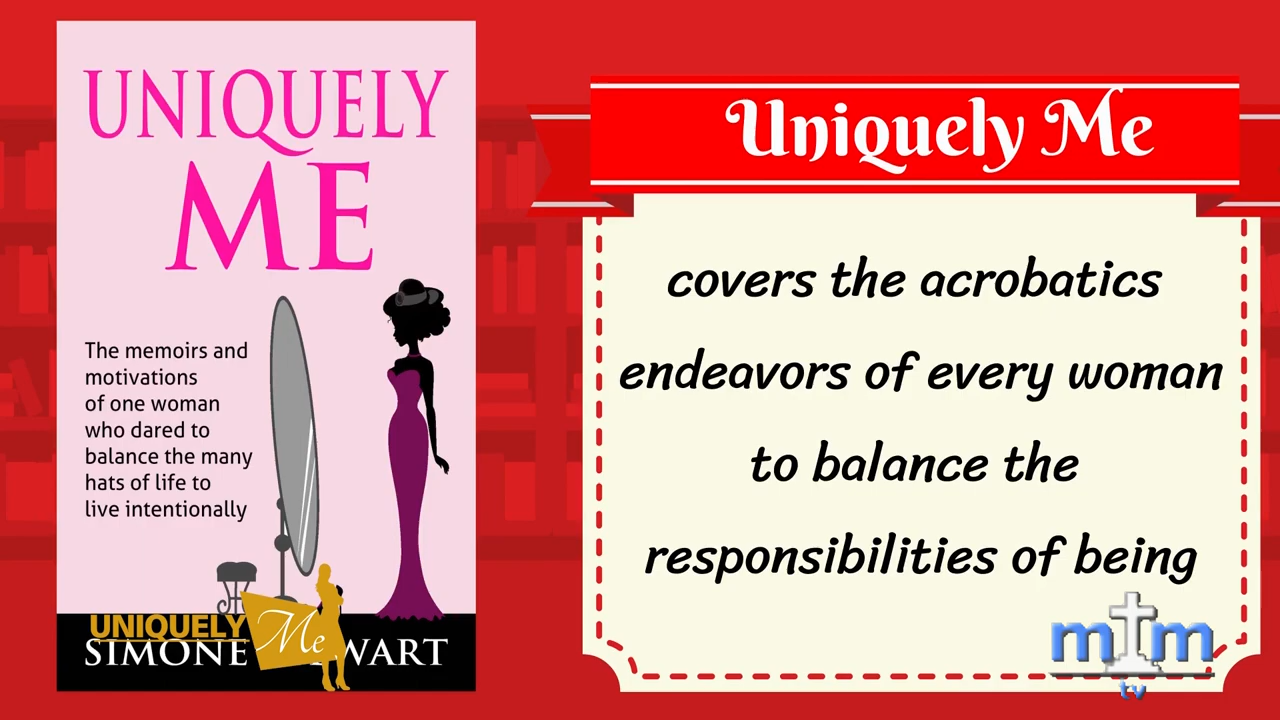 UNIQUELY
ME
The memoirs and
motivations
of one woman
who dared to
balance the many
hats of life to
live intentionally
UNIQUELY
Me
SIMONE
WART
Uniquely Me
covers the acrobatics
endeavors of every woman
to balance the
responsibilities of being
mtm
tv